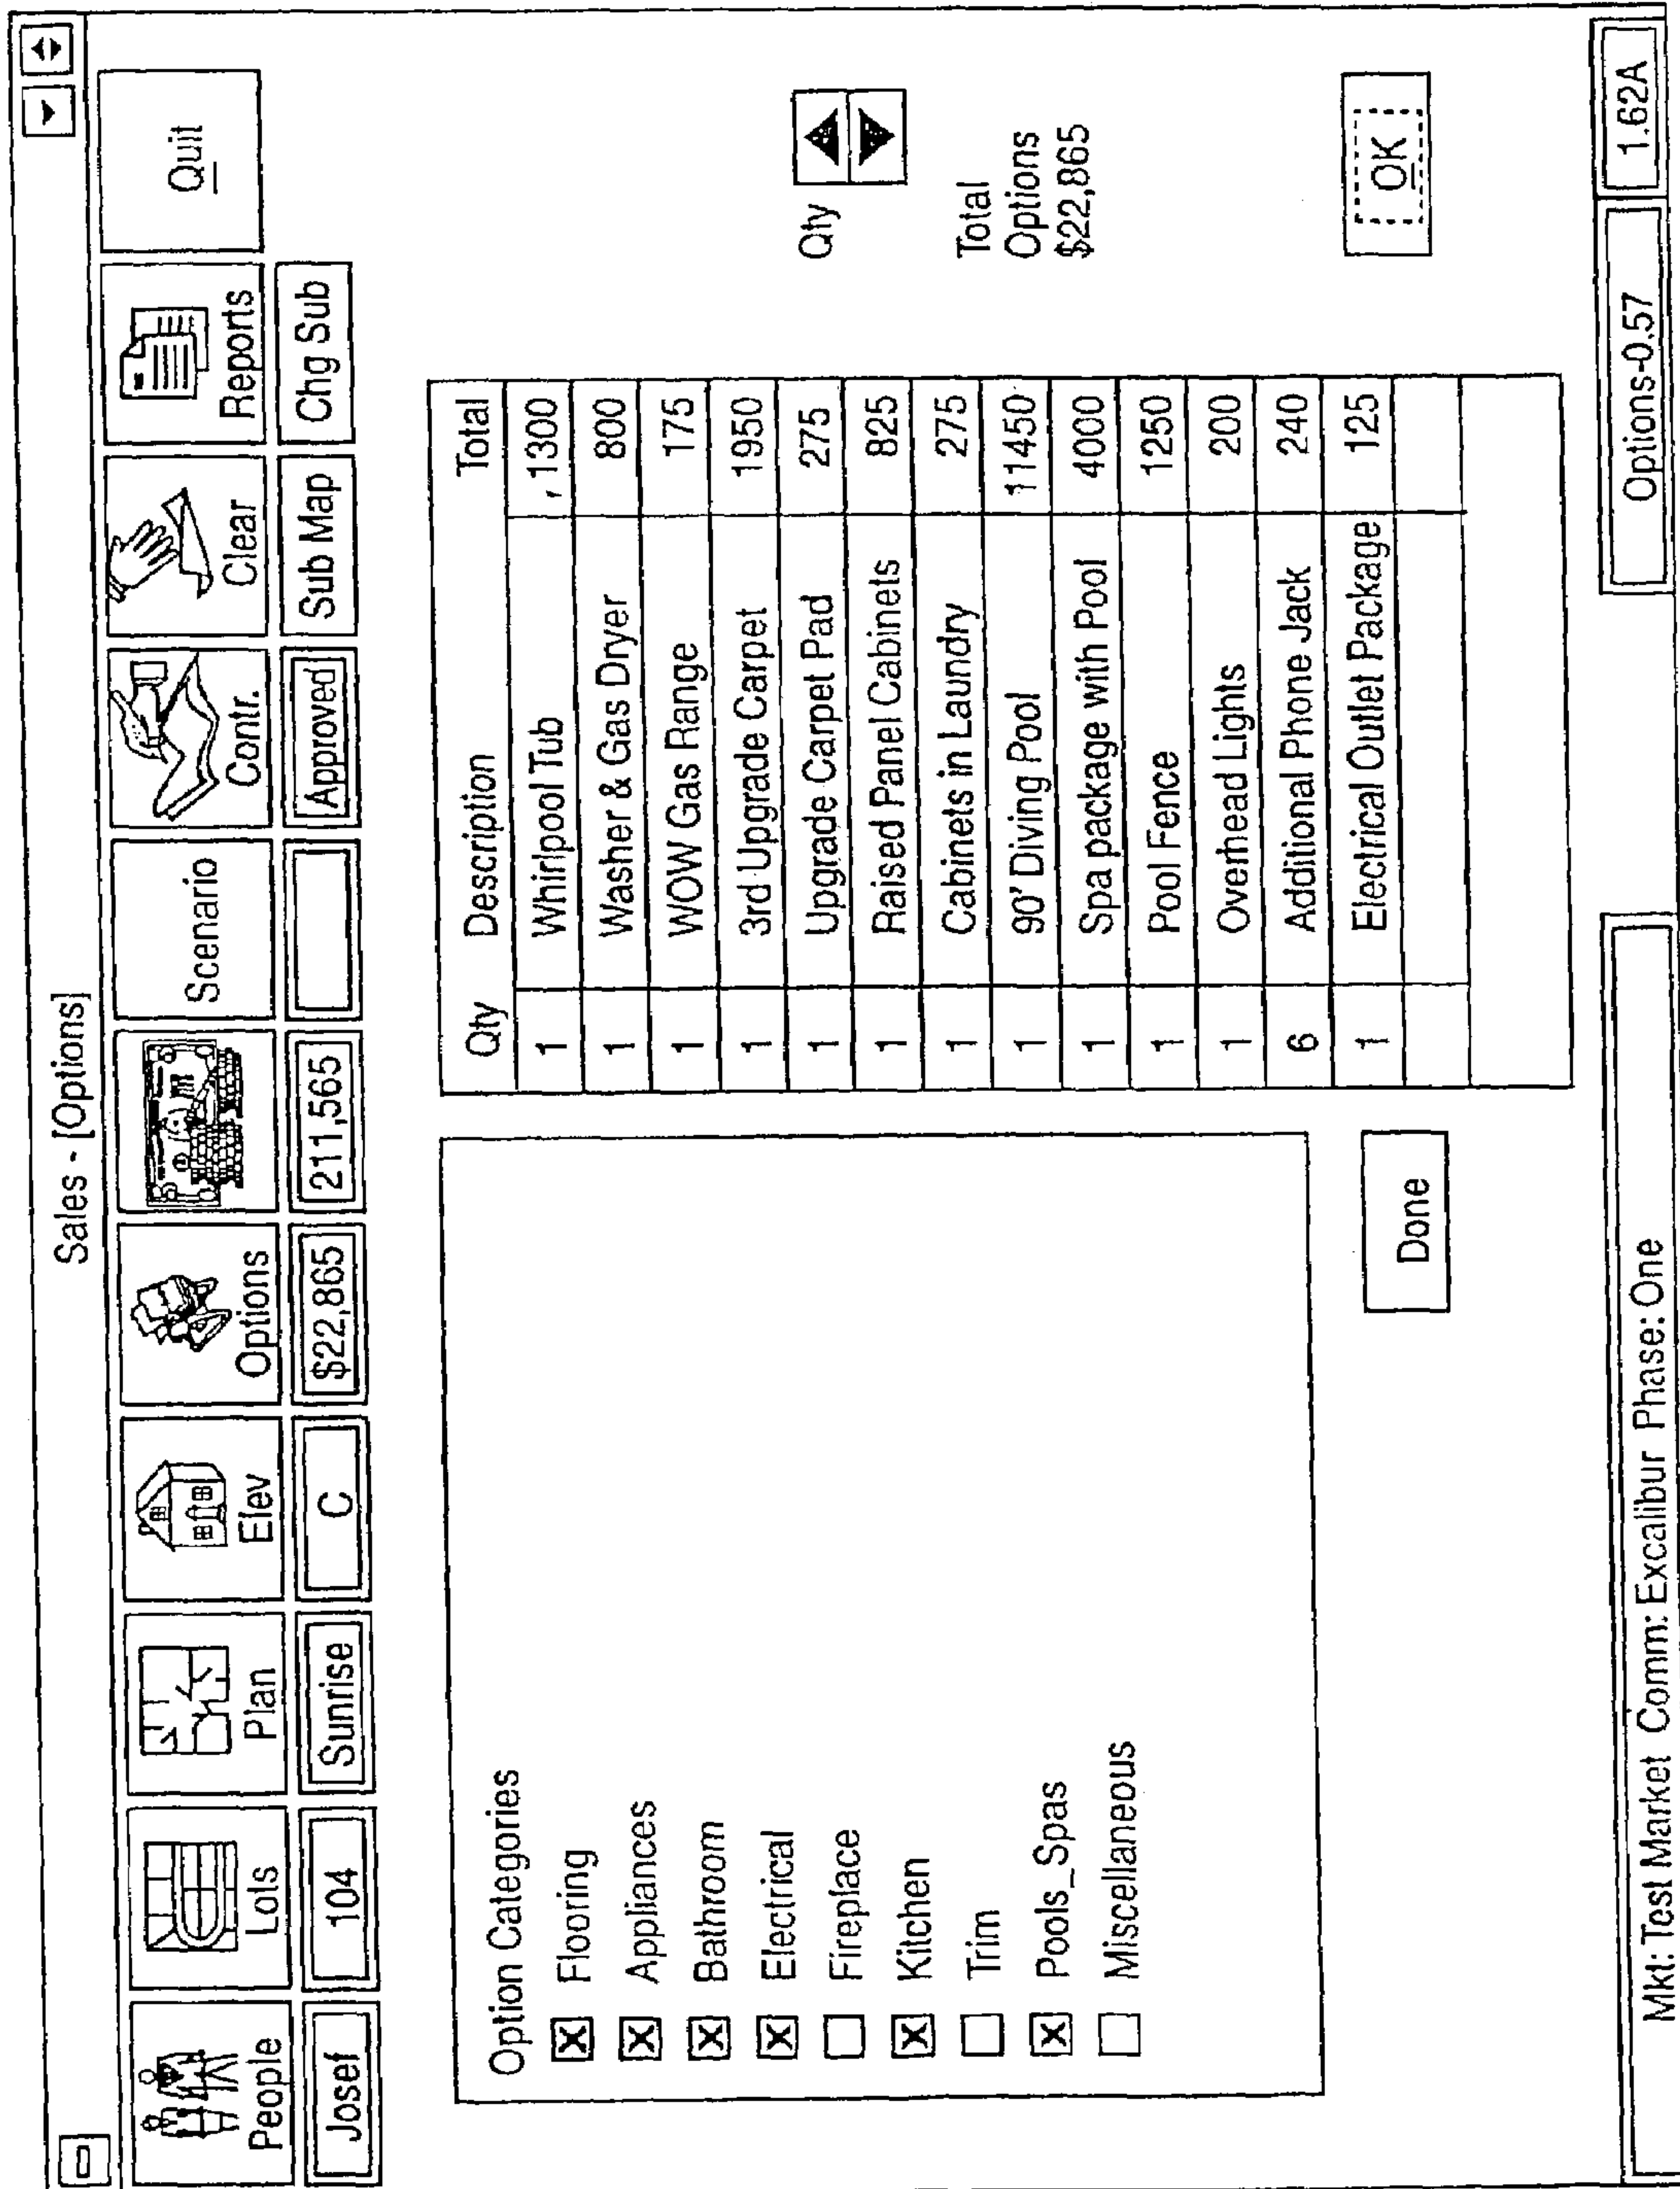 Sales - [Options]
People Lots Plan Elev Options Scenario Contr. Clear Reports Quit
Josef 104 Sunrise C $22,865 211,565 Approved Sub Map Chg Sub
Option Categories
X Flooring
X Appliances
X Bathroom
X Electrical
Fireplace
X Kitchen
Trim
X Pools_Spas
Miscellaneous
Done
Qty Description Total
1 Whirlpool Tub , 1300
1 Washer & Gas Dryer 800
1 WOW Gas Range 175
1 3rd Upgrade Carpet 1950
1 Upgrade Carpet Pad 275
1 Raised Panel Cabinets 825
1 Cabinets in Laundry 275
1 90' Diving Pool 11450
1 Spa package with Pool 4000
1 Pool Fence 1250
1 Overhead Lights 200
6 Additional Phone Jack 240
1 Electrical Outlet Package 125
Qty
Total
Options
$22,865
OK
Mkt: Test Market Comm: Excalibur Phase: One Options-0.57 1.62A